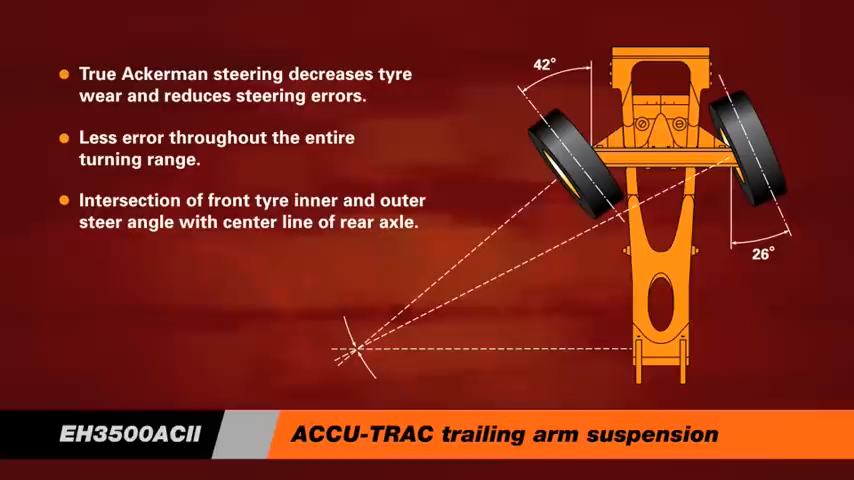 True Ackerman steering decreases tyre
wear and reduces steering errors.
Less error throughout the entire
turning range.
Intersection of front tyre inner and outer
steer angle with center line of rear axle.
42°
26°
EH3500ACII
ACCU-TRAC trailing arm suspension